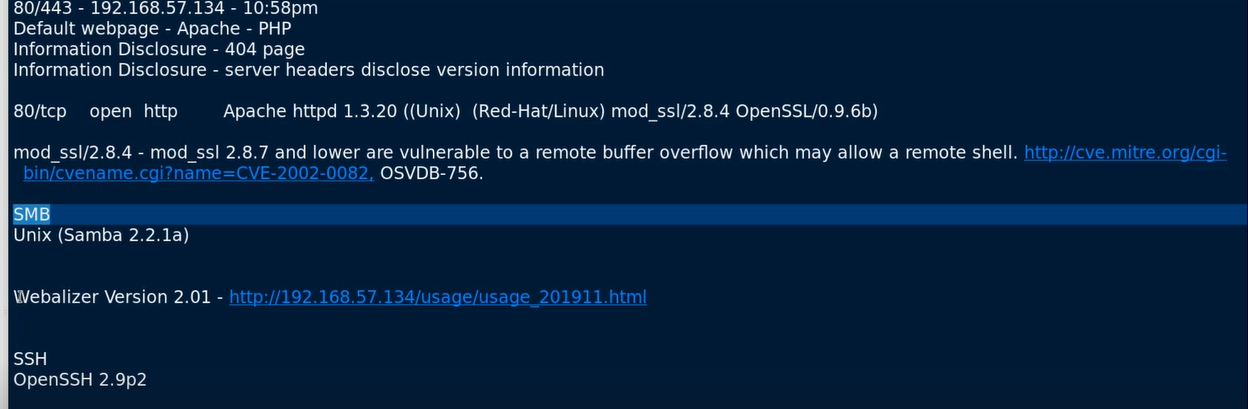 80/443 - 192.168.57.134 - 10:58pm
Default webpage - Apache - PHP
Information Disclosure - 404 page
Information Disclosure - server headers disclose version information
80/tcp open http Apache httpd 1.3.20 ((Unix) (Red-Hat/Linux) mod_ssl/2.8.4 OpenSSL/0.9.6b)
mod_ssl/2.8.4 - mod_ssl 2.8.7 and lower are vulnerable to a remote buffer overflow which may allow a remote shell. http://cve.mitre.org/cgi-
bin/cvename.cgi?name=CVE-2002-0082, OSVDB-756.
SMB
Unix (Samba 2.2.1a)
Webalizer Version 2.01 - http://192.168.57.134/usage/usage_201911.html
SSH
OpenSSH 2.9p2